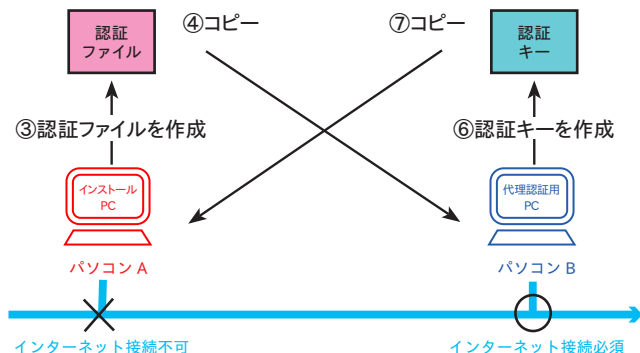 認証
ファイル
④コピー
⑦コピー
認証
キー
③認証ファイルを作成
⑥認証キーを作成
インストール
PC
代理認証用
PC
パソコン A
パソコン B
インターネット接続不可
インターネット接続必須